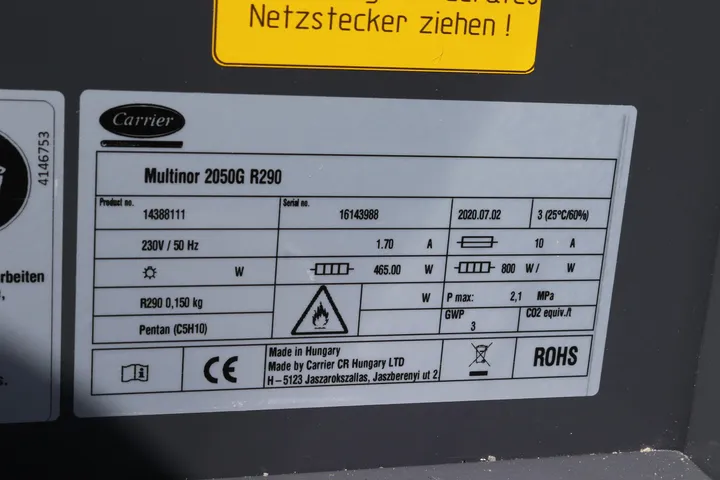 Netzstecker ziehen !
4146753
Carrier
Multinor 2050G R290
Product no.
14388111
Serial no.
16143988
2020.07.02
3 (25°C/60%)
230V / 50 Hz
1.70 A
10 A
W
465.00 W
800 W / W
R290 0,150 kg
W
P max: 2,1 MPa
Pentan (C5H10)
GWP
3
CO2 equiv./t
Made in Hungary
Made by Carrier CR Hungary LTD
H – 5123 Jaszarokszallas, Jaszberenyi ut 2
CE
ROHS